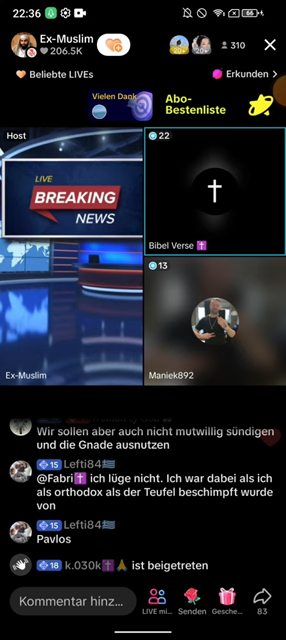 22:36
66
Ex-Muslim
206.5K
20+
20+
310
Beliebte LIVEs
Erkunden
Vielen Dank
Abo-
Bestenliste
Host
LIVE
BREAKING
NEWS
Ex-Muslim
22
Bibel Verse ✝️
13
Maniek892
Wir sollen aber auch nicht mutwillig sündigen
und die Gnade ausnutzen
15 Lefti84🇬🇷
@Fabri✝️ ich lüge nicht. Ich war dabei als ich
als orthodox als der Teufel beschimpft wurde
von
15 Lefti84🇬🇷
Pavlos
18 k.030k✝️🙏 ist beigetreten
Kommentar hinz...
LIVE mi...
Senden
Gesche...
83